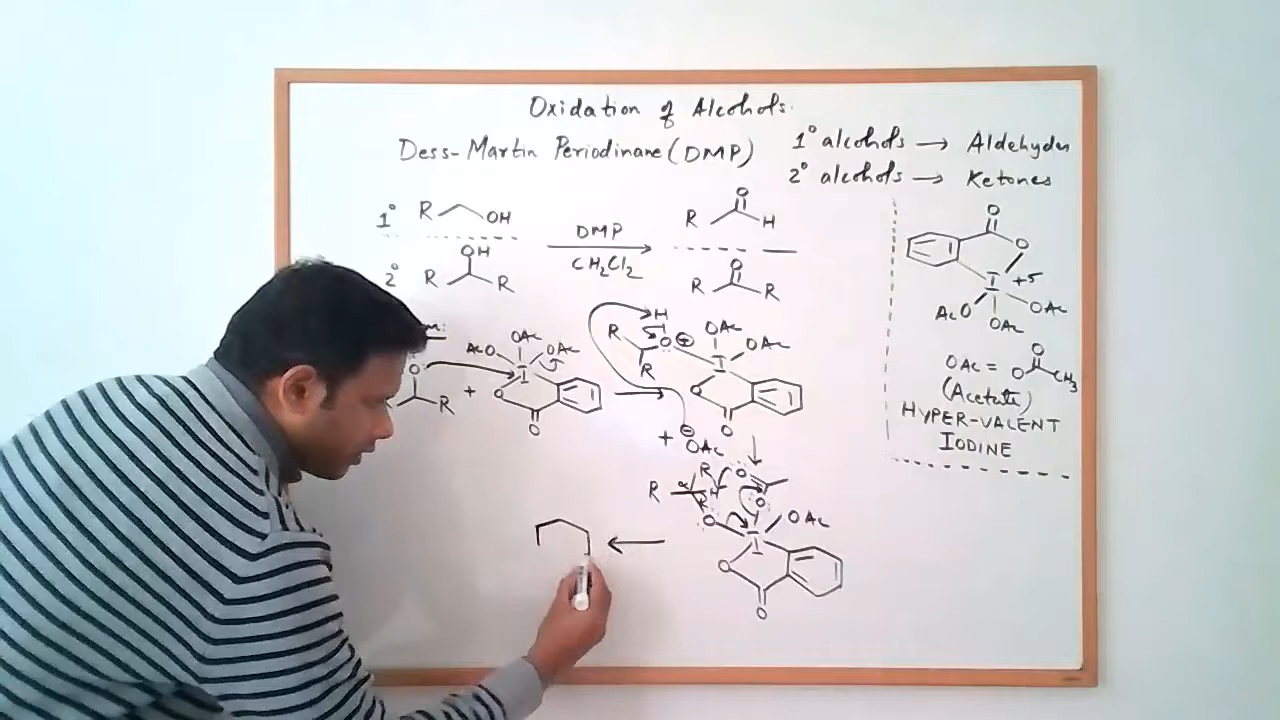 Oxidation of Alcohols.
Dess-Martin Periodinane (DMP)
1° alcohols → Aldehydes
2° alcohols → Ketones
1° R OH
DMP
CH2Cl2
O
R H
2° OH
R R
O
R R
O
O
I +5
AcO OAc
OAc
OAc = O O CH3
(Acetate)
HYPER-VALENT
IODINE
m:
O R
+
AcO OAc OAc
I
O
O
H
R O ⊕
R
OAc OAc
I
O
O
+ ⊖ OAc
R
R α H
O
O
O
OAc
I
O
O